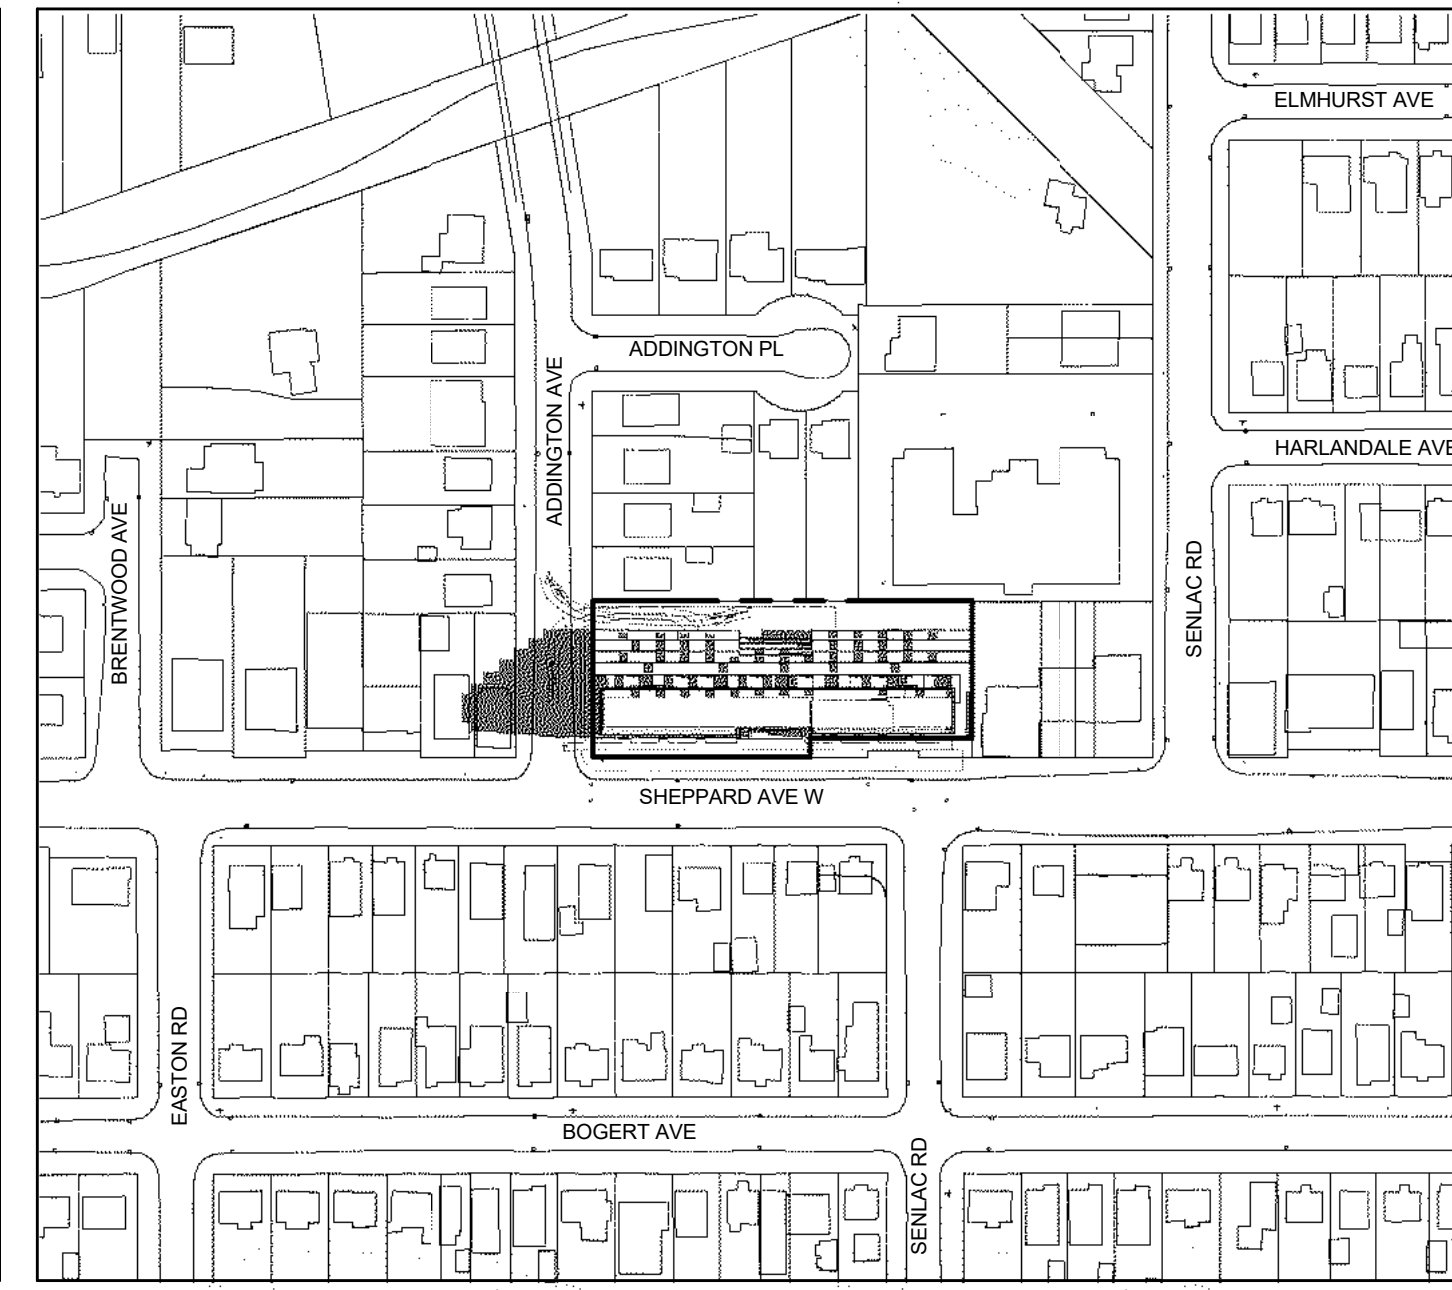 ELMHURST AVE
ADDINGTON PL
ADDINGTON AVE
HARLANDALE AVE
BRENTWOOD AVE
SENLAC RD
SHEPPARD AVE W
EASTON RD
BOGERT AVE
SENLAC RD